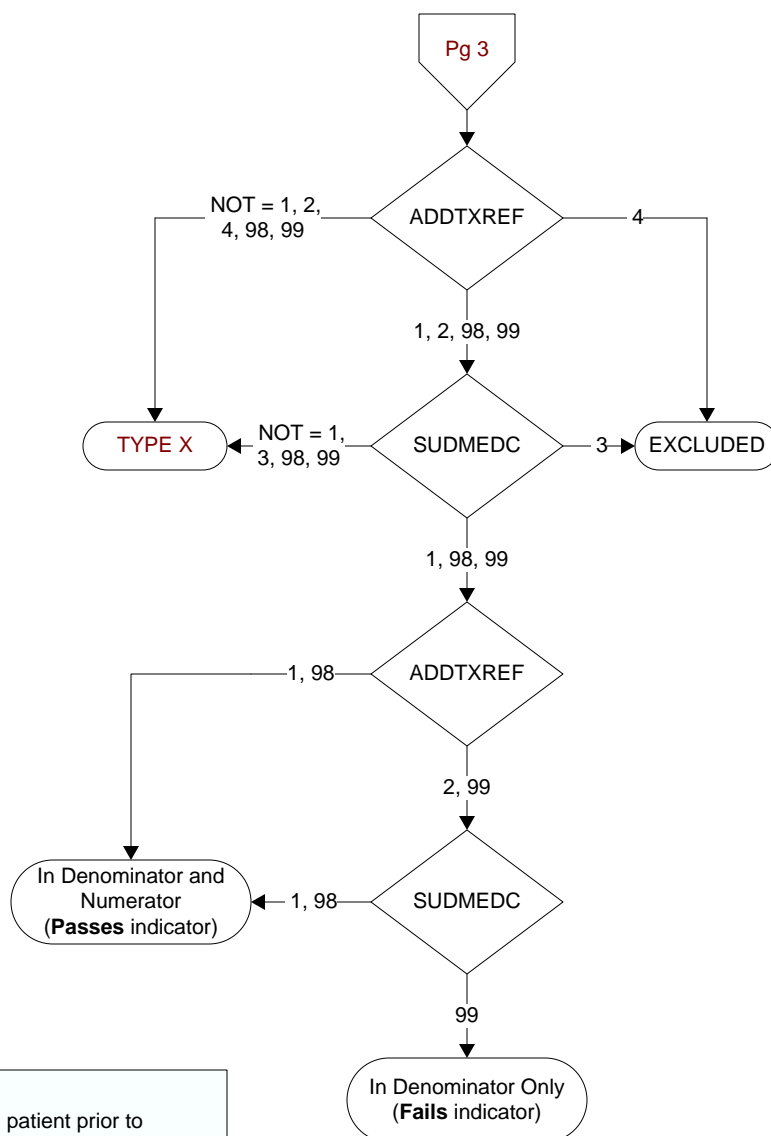 Pg 3
NOT = 1, 2,
4, 98, 99
ADDTXREF
4
1, 2, 98, 99
TYPE X
NOT = 1,
3, 98, 99
SUDMEDC
3
EXCLUDED
1, 98, 99
1, 98
ADDTXREF
2, 99
In Denominator and
Numerator
(Passes indicator)
1, 98
SUDMEDC
99
In Denominator Only
(Fails indicator)
patient prior to